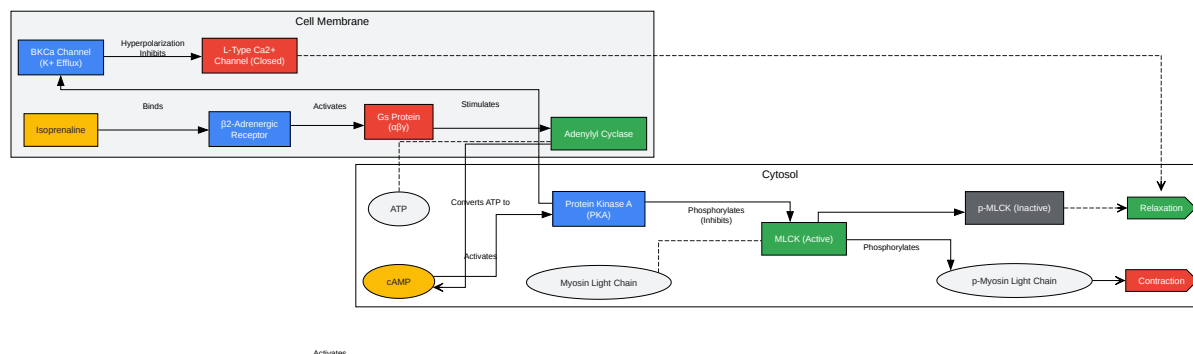 Cell Membrane
BKCa Channel
(K+ Efflux)
Hyperpolarization
Inhibits
L-Type Ca2+
Channel (Closed)
Isoprenaline
Binds
β2-Adrenergic
Receptor
Activates
Gs Protein
(αβγ)
Stimulates
Adenylyl Cyclase
Cytosol
ATP
Converts ATP to
Protein Kinase A
(PKA)
Phosphorylates
(Inhibits)
MLCK (Active)
p-MLCK (Inactive)
Relaxation
Phosphorylates
Activates
cAMP
Myosin Light Chain
p-Myosin Light Chain
Contraction
Activates